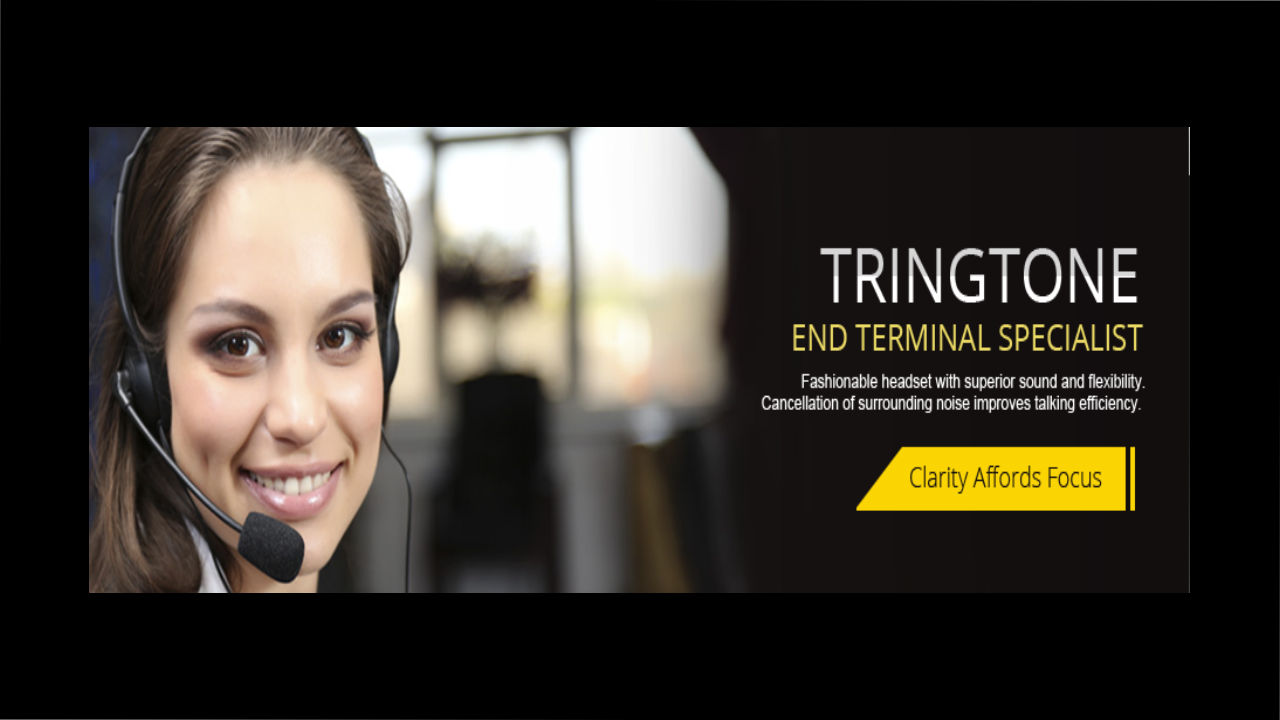 TRINGTONE
END TERMINAL SPECIALIST
Fashionable headset with superior sound and flexibility.
Cancellation of surrounding noise improves talking efficiency.
Clarity Affords Focus